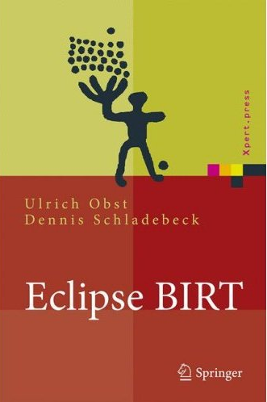 Xpert.press
Ulrich Obst
Dennis Schladebeck
Eclipse BIRT
Springer